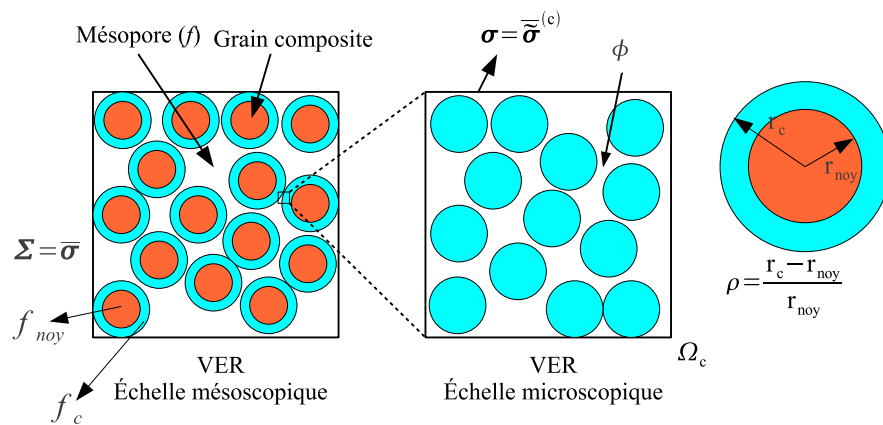 Mésopore (f)
Grain composite
Σ = σ̅
f_noy
f_c
VER
Échelle mésoscopique
σ = σ̃̅^(c)
ϕ
Ω_c
VER
Échelle microscopique
r_c
r_noy
ρ = (r_c − r_noy) / r_noy